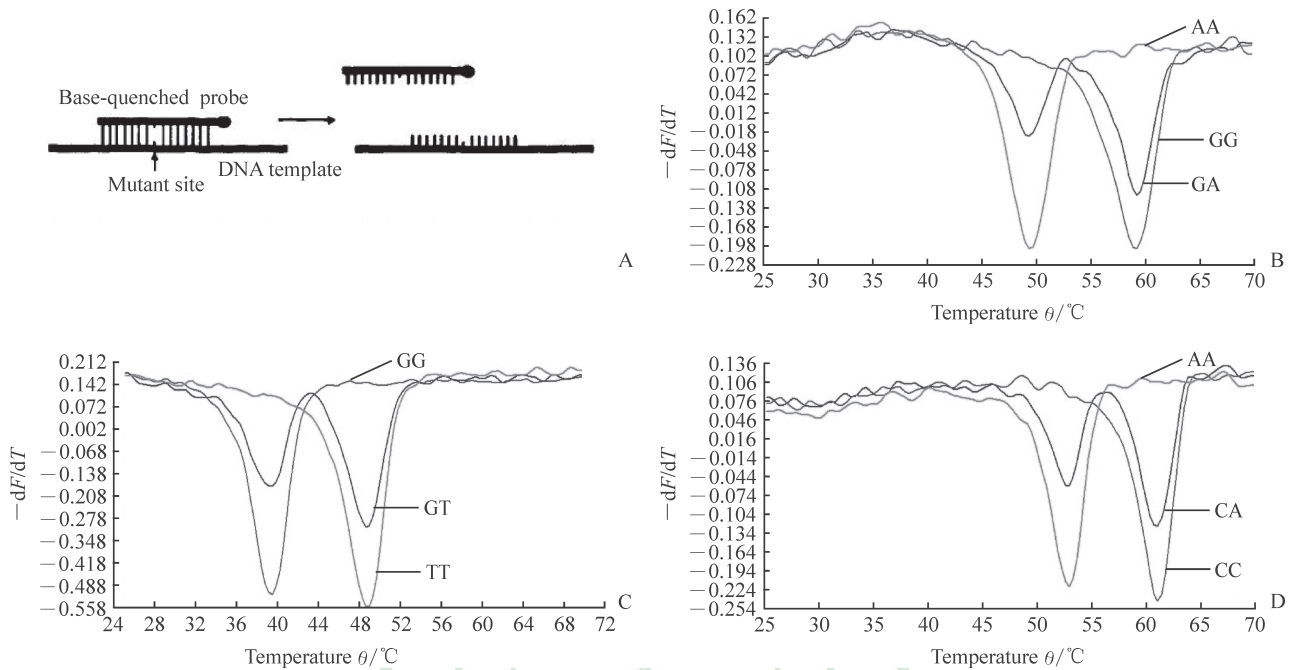 Base-quenched probe
DNA template
Mutant site
A
0.162
0.132
0.102
0.072
0.042
0.012
−0.018
−0.048
−0.078
−0.108
−0.138
−0.168
−0.198
−0.228
−dF/dT
AA
GG
GA
25 30 35 40 45 50 55 60 65 70
Temperature θ/℃
B
0.212
0.142
0.072
0.002
−0.068
−0.138
−0.208
−0.278
−0.348
−0.418
−0.488
−0.558
−dF/dT
GG
GT
TT
24 28 32 36 40 44 48 52 56 60 64 68 72
Temperature θ/℃
C
0.136
0.106
0.076
0.046
0.016
−0.014
−0.044
−0.074
−0.104
−0.134
−0.164
−0.194
−0.224
−0.254
−dF/dT
AA
CA
CC
25 30 35 40 45 50 55 60 65 70
Temperature θ/℃
D